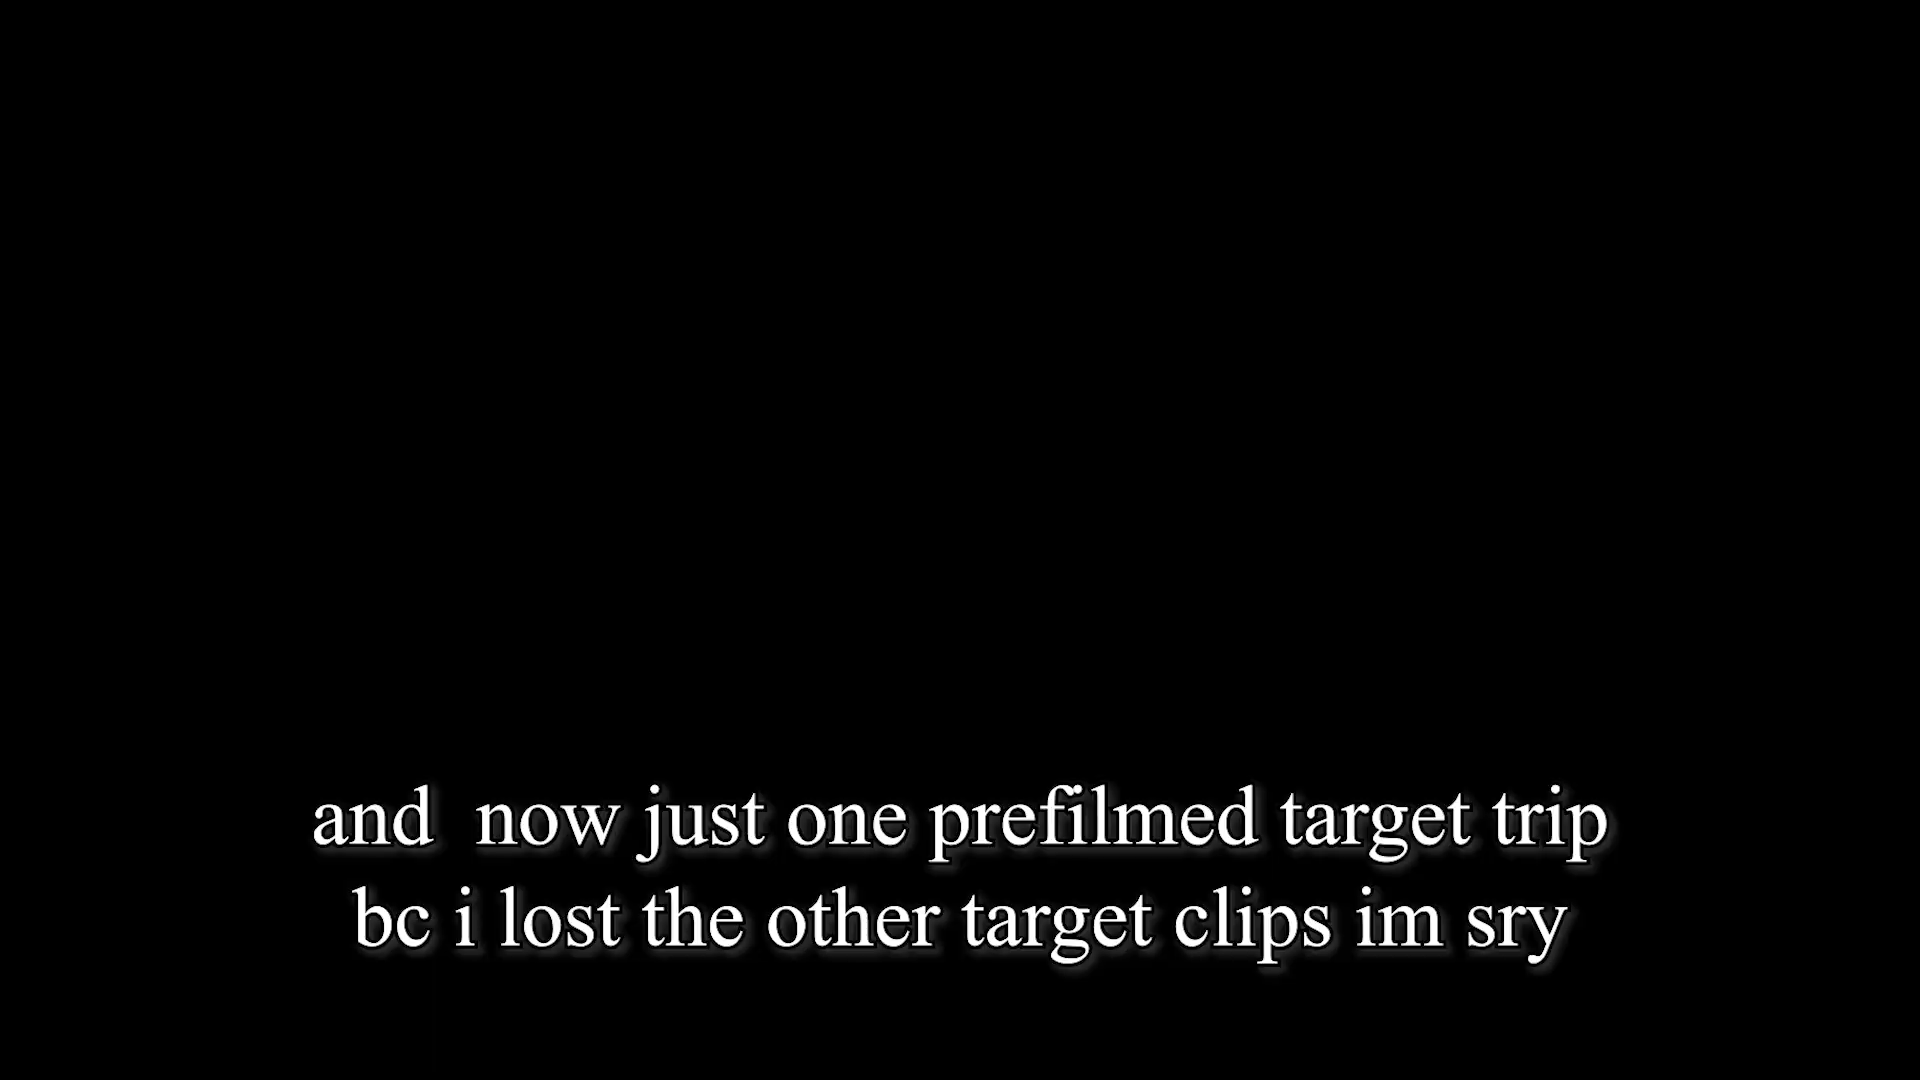 and  now just one prefilmed target trip
bc i lost the other target clips im sry